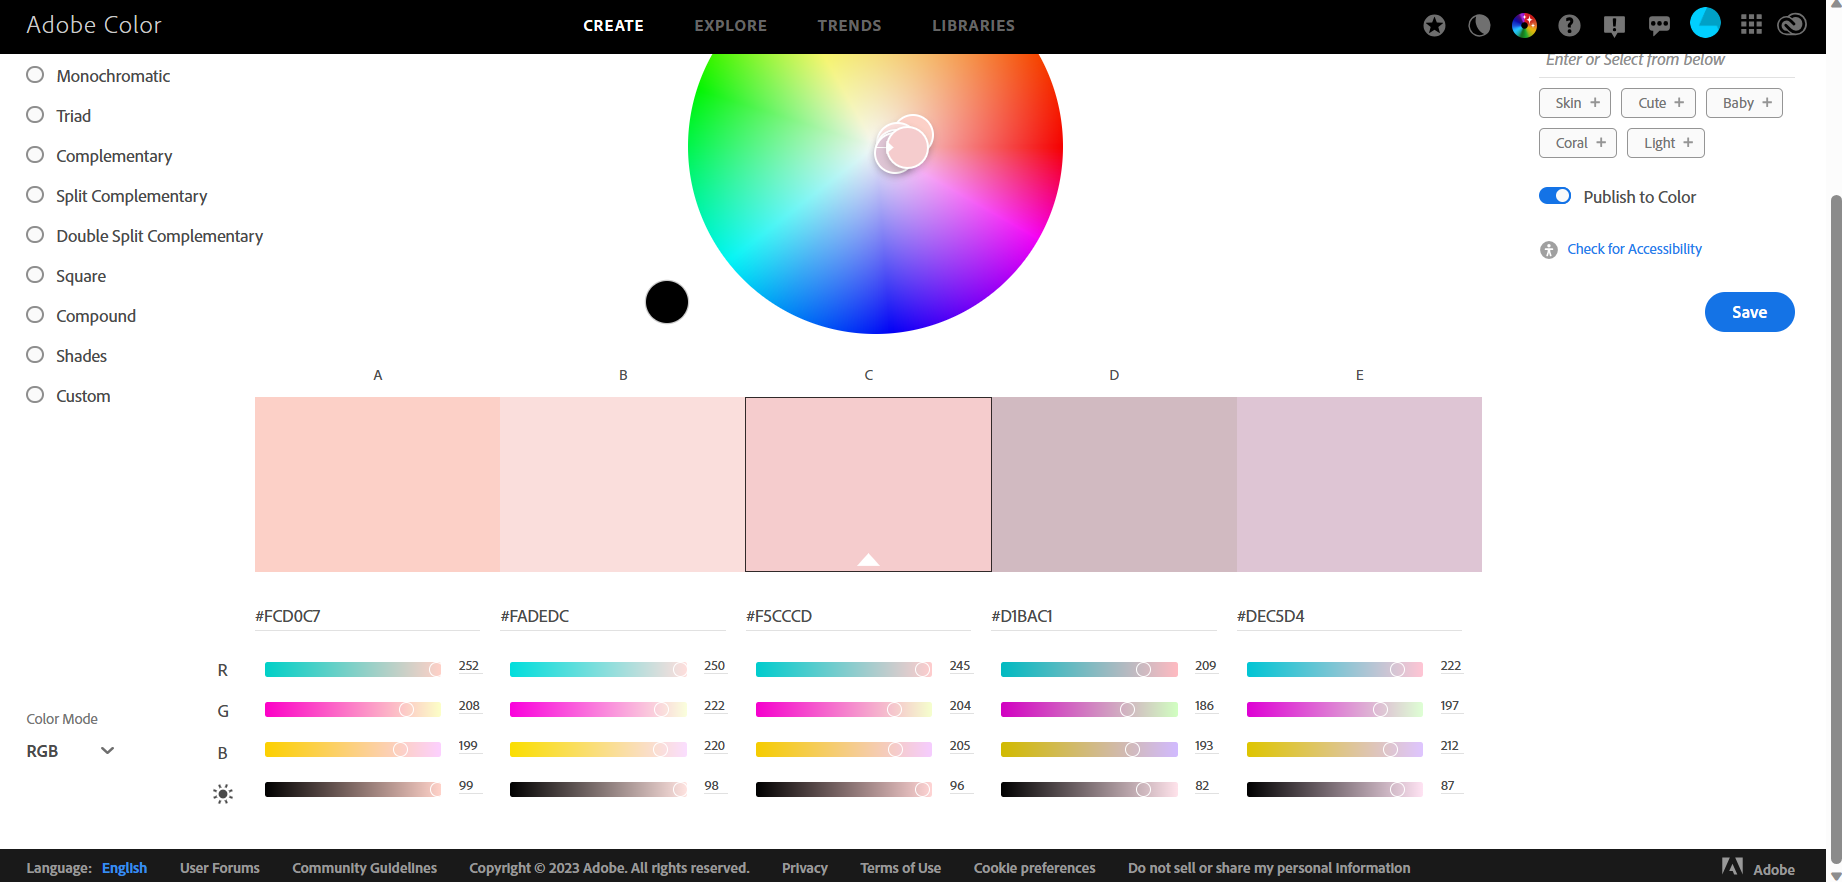 Adobe Color
CREATE EXPLORE TRENDS LIBRARIES
Monochromatic
Triad
Complementary
Split Complementary
Double Split Complementary
Square
Compound
Shades
Custom
Enter or Select from below
Skin + Cute + Baby +
Coral + Light +
Publish to Color
Check for Accessibility
Save
A B C D E
#FCD0C7 #FADEDC #F5CCCD #D1BAC1 #DEC5D4
R 252 250 245 209 222
G 208 222 204 186 197
B 199 220 205 193 212
99 98 96 82 87
Color Mode
RGB
Language: English User Forums Community Guidelines Copyright © 2023 Adobe. All rights reserved. Privacy Terms of Use Cookie preferences Do not sell or share my personal information Adobe